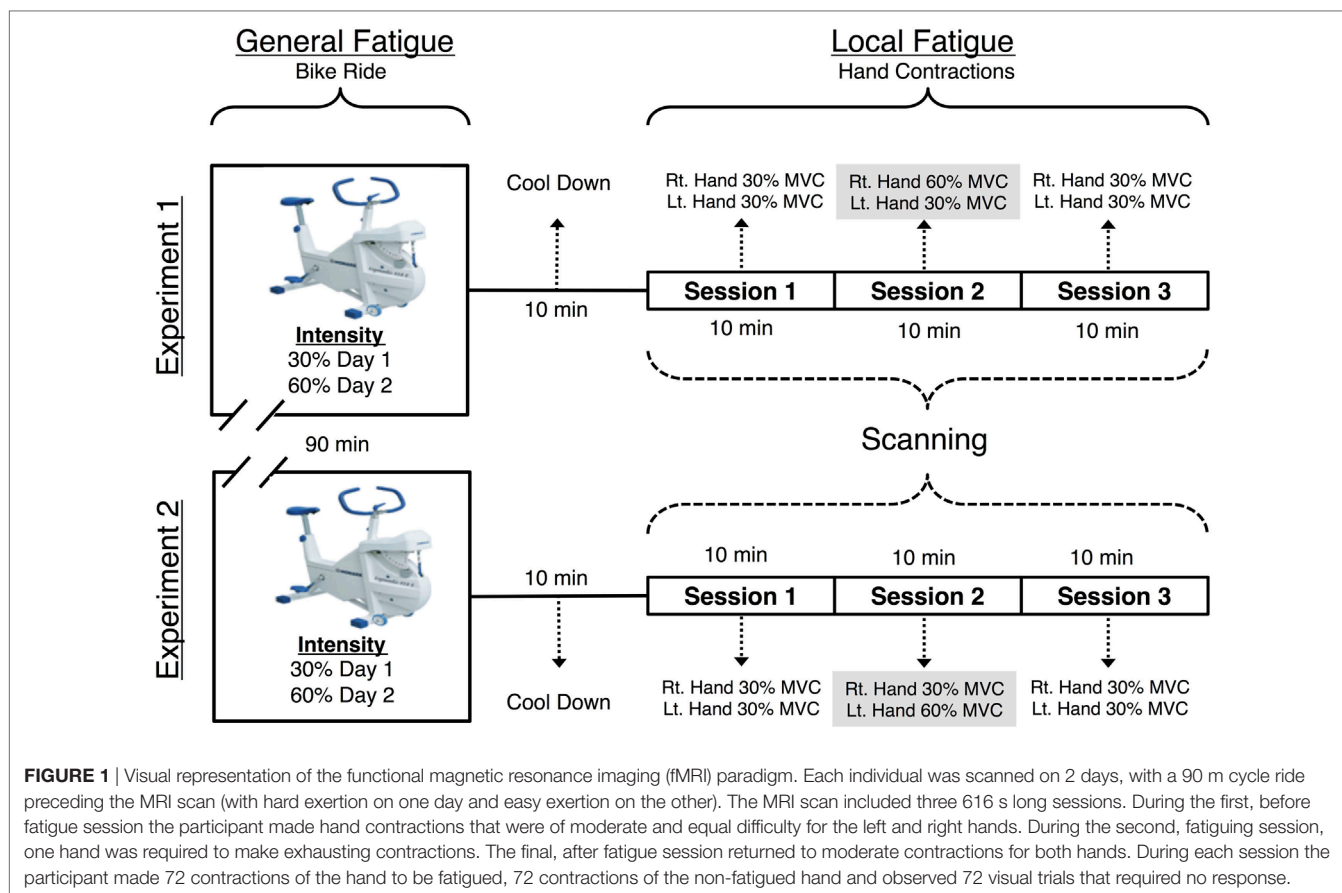 General Fatigue
Bike Ride
Local Fatigue
Hand Contractions
Experiment 1
Intensity
30% Day 1
60% Day 2
Cool Down
10 min
Rt. Hand 30% MVC
Lt. Hand 30% MVC
Rt. Hand 60% MVC
Lt. Hand 30% MVC
Rt. Hand 30% MVC
Lt. Hand 30% MVC
Session 1
Session 2
Session 3
10 min
10 min
10 min
90 min
Scanning
Experiment 2
Intensity
30% Day 1
60% Day 2
10 min
Cool Down
10 min
10 min
10 min
Session 1
Session 2
Session 3
Rt. Hand 30% MVC
Lt. Hand 30% MVC
Rt. Hand 30% MVC
Lt. Hand 60% MVC
Rt. Hand 30% MVC
Lt. Hand 30% MVC
FIGURE 1 | Visual representation of the functional magnetic resonance imaging (fMRI) paradigm. Each individual was scanned on 2 days, with a 90 m cycle ride
preceding the MRI scan (with hard exertion on one day and easy exertion on the other). The MRI scan included three 616 s long sessions. During the first, before
fatigue session the participant made hand contractions that were of moderate and equal difficulty for the left and right hands. During the second, fatiguing session,
one hand was required to make exhausting contractions. The final, after fatigue session returned to moderate contractions for both hands. During each session the
participant made 72 contractions of the hand to be fatigued, 72 contractions of the non-fatigued hand and observed 72 visual trials that required no response.